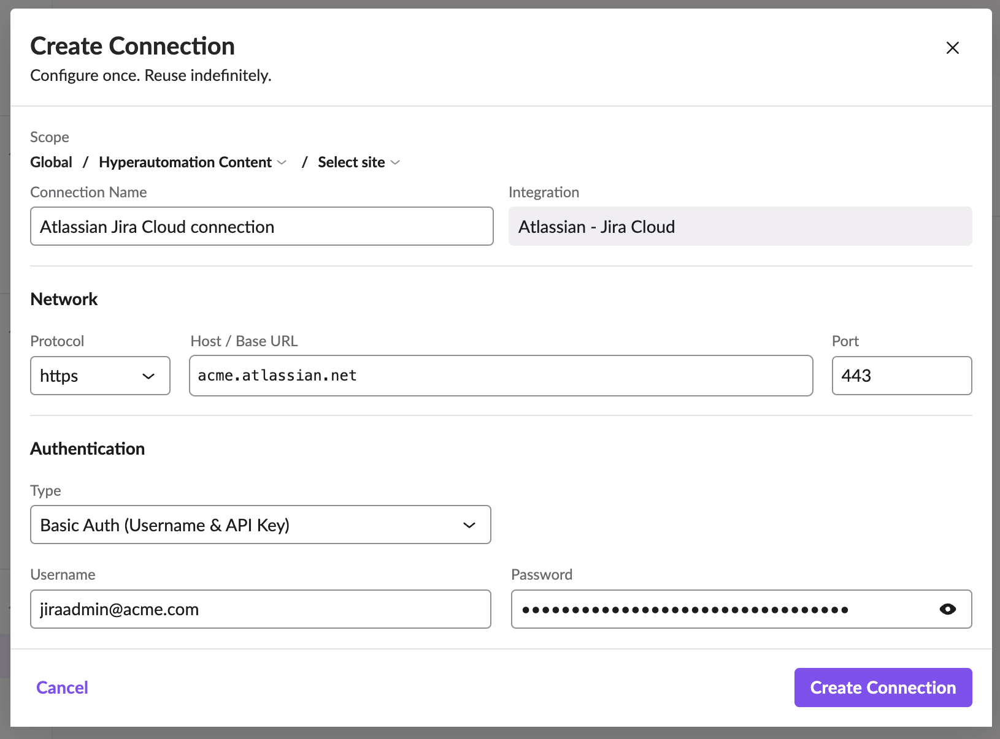 Create Connection
Configure once. Reuse indefinitely.
Scope
Global / Hyperautomation Content / Select site
Connection Name
Integration
Atlassian Jira Cloud connection
Atlassian - Jira Cloud
Network
Protocol
Host / Base URL
Port
https
acme.atlassian.net
443
Authentication
Type
Basic Auth (Username & API Key)
Username
Password
jiraadmin@acme.com
•••••••••••••••••••••••••••••••••
Cancel
Create Connection